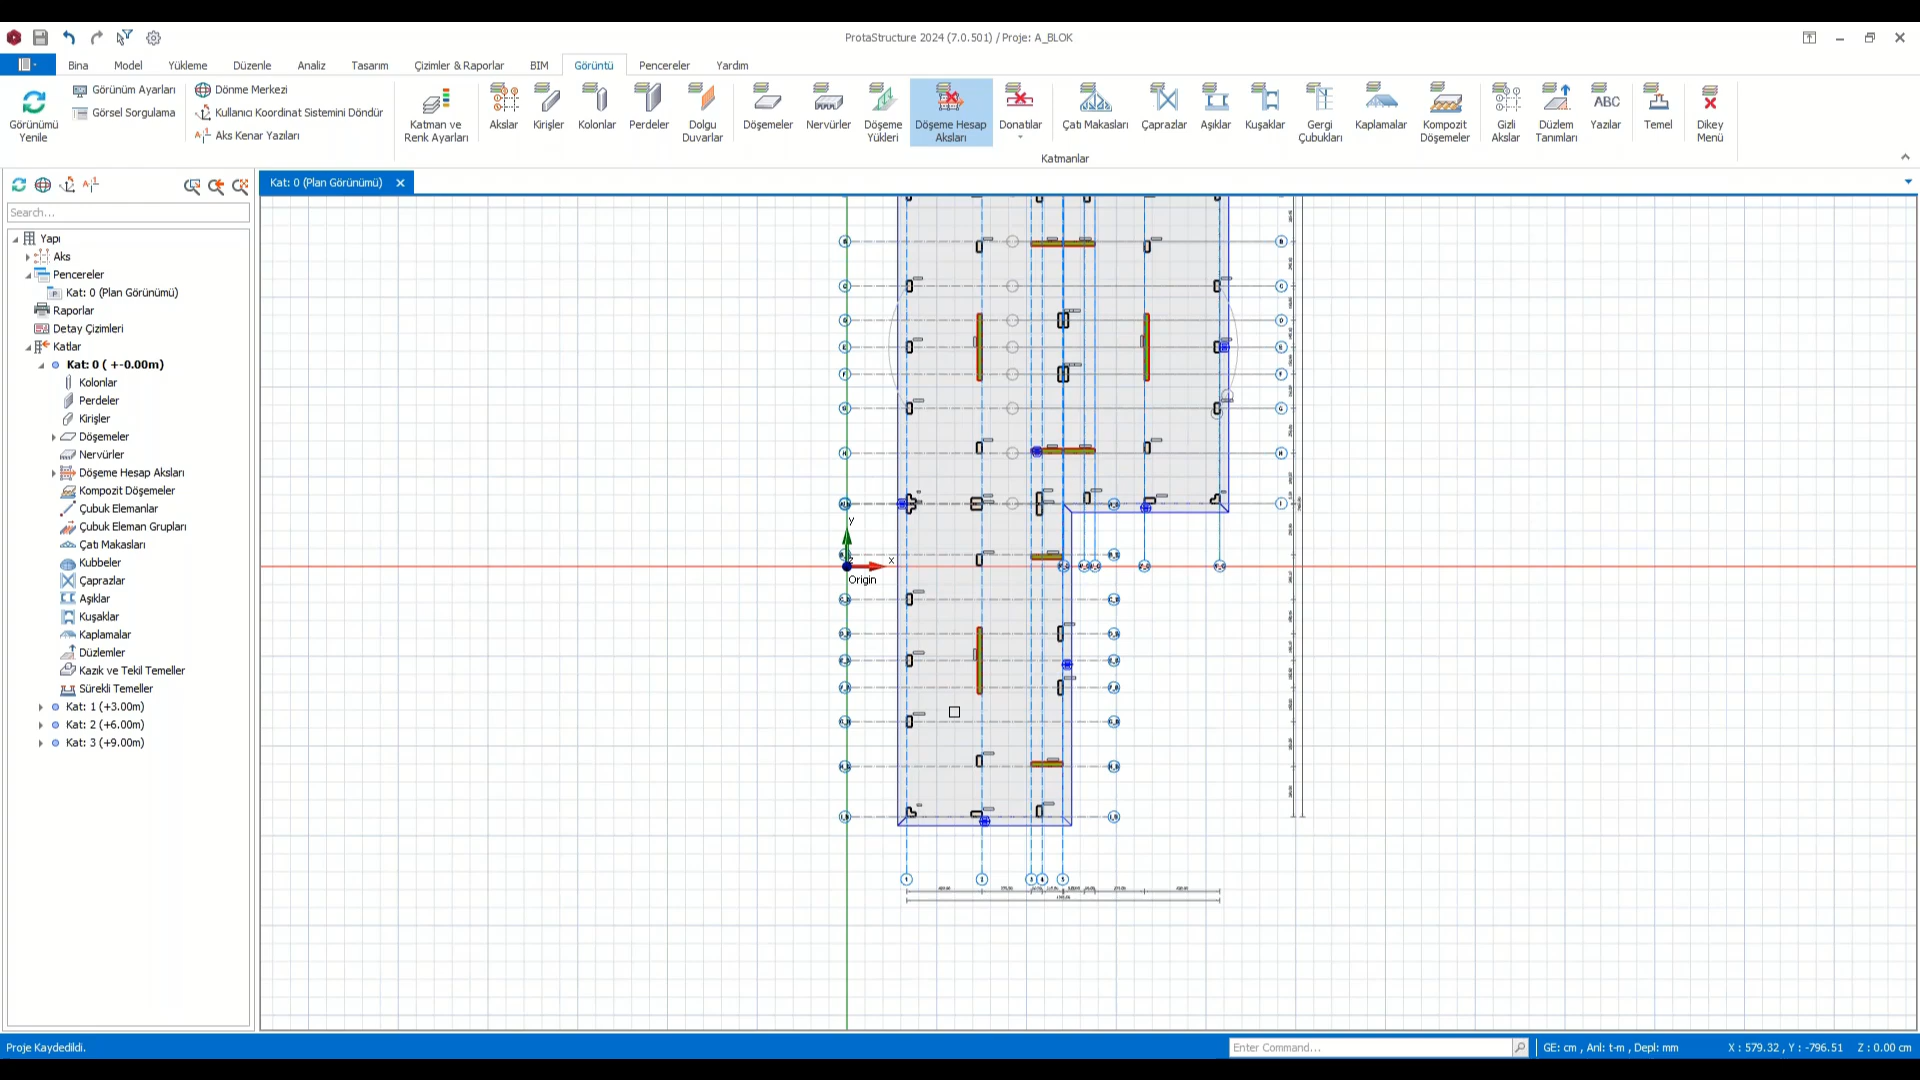 ProtaStructure 2024 (7.0.501) / Proje: A_BLOK
Bina Model Yükleme Düzenle Analiz Tasarım Çizimler & Raporlar BIM Görüntü Pencereler Yardım
Görünümü Yenile
Görünüm Ayarları
Görsel Sorgulama
Dönme Merkezi
Kullanıcı Koordinat Sistemini Döndür
Aks Kenar Yazıları
Katman ve Renk Ayarları
Akslar
Kirişler
Kolonlar
Perdeler
Dolgu Duvarlar
Döşemeler
Nervürler
Döşeme Yükleri
Döşeme Hesap Aksları
Donatılar
Çatı Makasları
Çaprazlar
Aşıklar
Kuşaklar
Gergi Çubukları
Kaplamalar
Kompozit Döşemeler
Gizli Akslar
Düzlem Tanımları
ABC
Yazılar
Temel
Dikey Menü
Katmanlar
Kat: 0 (Plan Görünümü)
Search...
Yapı
Aks
Pencereler
Kat: 0 (Plan Görünümü)
Raporlar
Detay Çizimleri
Katlar
Kat: 0 ( +-0.00m)
Kolonlar
Perdeler
Kirişler
Döşemeler
Nervürler
Döşeme Hesap Aksları
Kompozit Döşemeler
Çubuk Elemanlar
Çubuk Eleman Grupları
Çatı Makasları
Kubbeler
Çaprazlar
Aşıklar
Kuşaklar
Kaplamalar
Düzlemler
Kazık ve Tekil Temeller
Sürekli Temeller
Kat: 1 (+3.00m)
Kat: 2 (+6.00m)
Kat: 3 (+9.00m)
y
x
Origin
Proje Kaydedildi.
Enter Command...
GE: cm , Anl: t-m , Depl: mm
X : 579.32 , Y : -796.51
Z : 0.00 cm